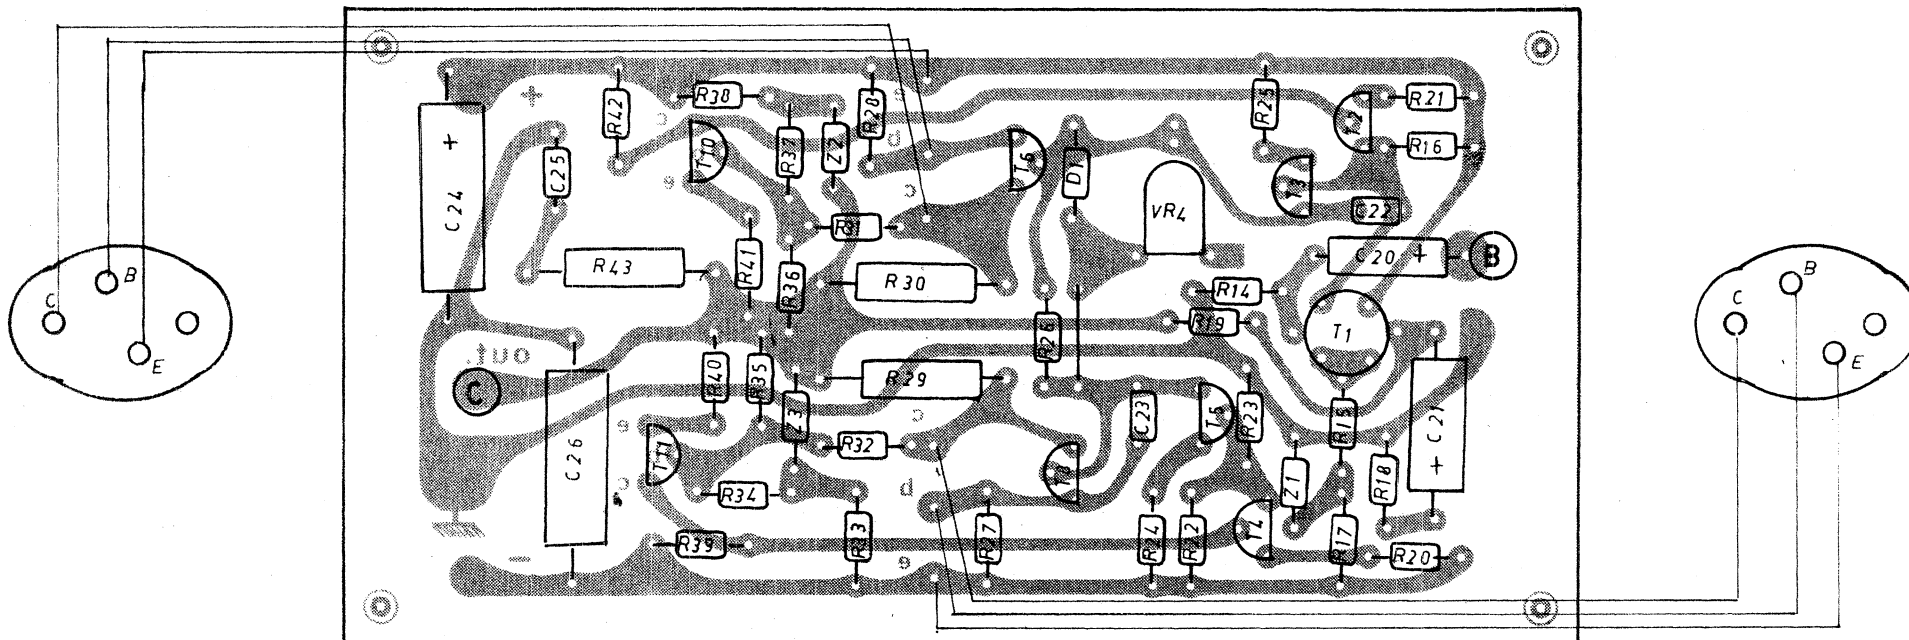 R38
R42
R28
R25
T2
R21
+
+
c
e
T10
R37
Z2
b
T6
D1
R16
C24
C25
e
c
T3
vR4
C22
R31
R43
R41
R36
R30
C20 +
B
R14
R19
T1
B
C
E
B
C
E
out.
C
R26
R40
R35
R29
C26
Z3
c
C23
T5
R23
R15
C21
+
e
T11
R32
T8
c
R34
b
Z1
R18
R33
R27
R24
R22
T4
R17
R39
R20
-
e